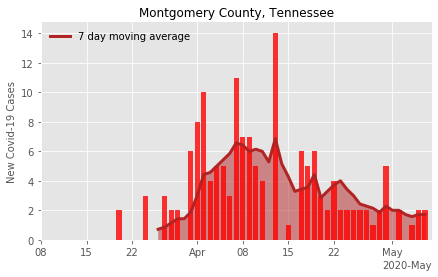 Montgomery County, Tennessee
7 day moving average
New Covid-19 Cases
14
12
10
8
6
4
2
0
08 15 22 Apr 08 15 22 May
2020-May